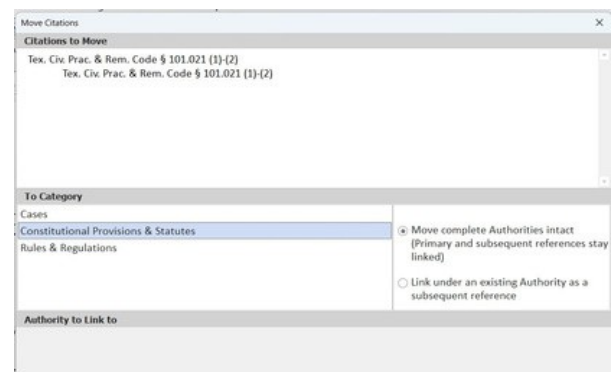 Move Citations
Citations to Move
Tex. Civ. Prac. & Rem. Code § 101.021 (1)-(2)
Tex. Civ. Prac. & Rem. Code § 101.021 (1)-(2)
To Category
Cases
Constitutional Provisions & Statutes
Rules & Regulations
Move complete Authorities intact
(Primary and subsequent references stay
linked)
Link under an existing Authority as a
subsequent reference
Authority to Link to